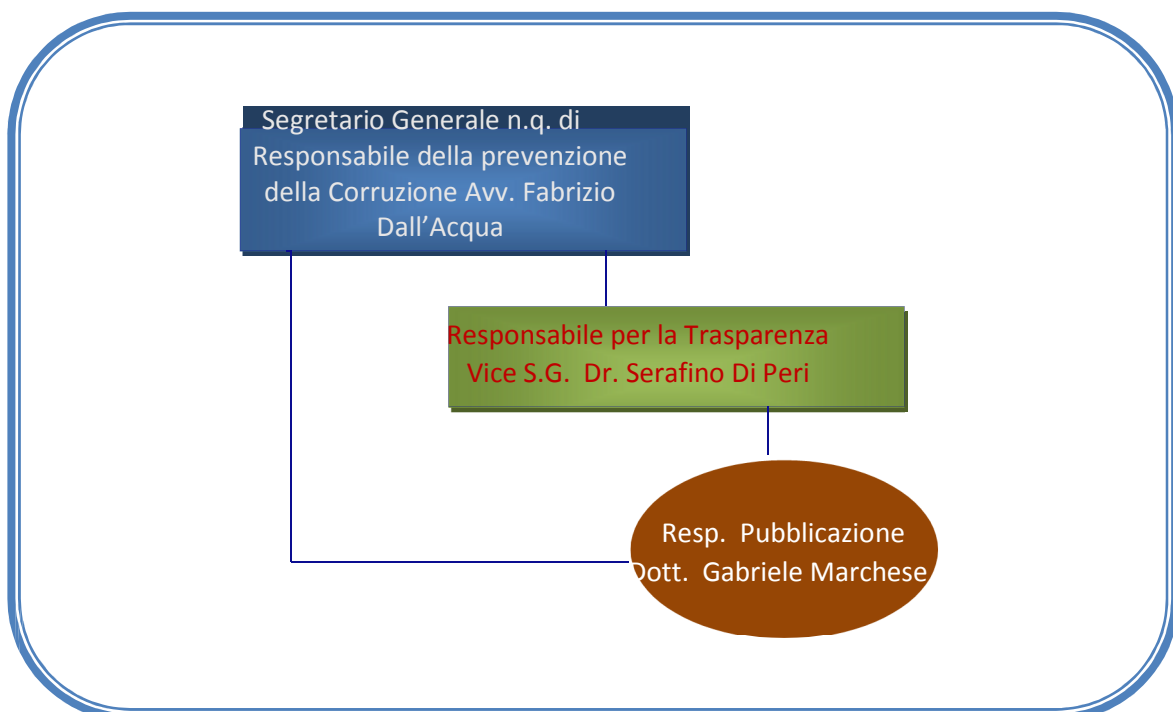 Segretario Generale n.q. di
Responsabile della prevenzione
della Corruzione Avv. Fabrizio
Dall’Acqua
Responsabile per la Trasparenza
Vice S.G. Dr. Serafino Di Peri
Resp. Pubblicazione
Dott. Gabriele Marchese